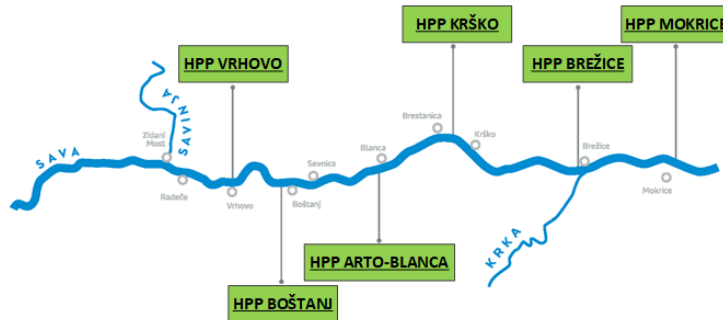 HPP KRŠKO
HPP MOKRICE
HPP VRHOVO
HPP BREŽICE
SAVINJA
Zidani
Most
SAVA
Radeče
Vrhovo
Boštanj
Sevnica
Blanca
Brestanica
Krško
Brežice
Mokrice
KRKA
HPP ARTO-BLANCA
HPP BOŠTANJ